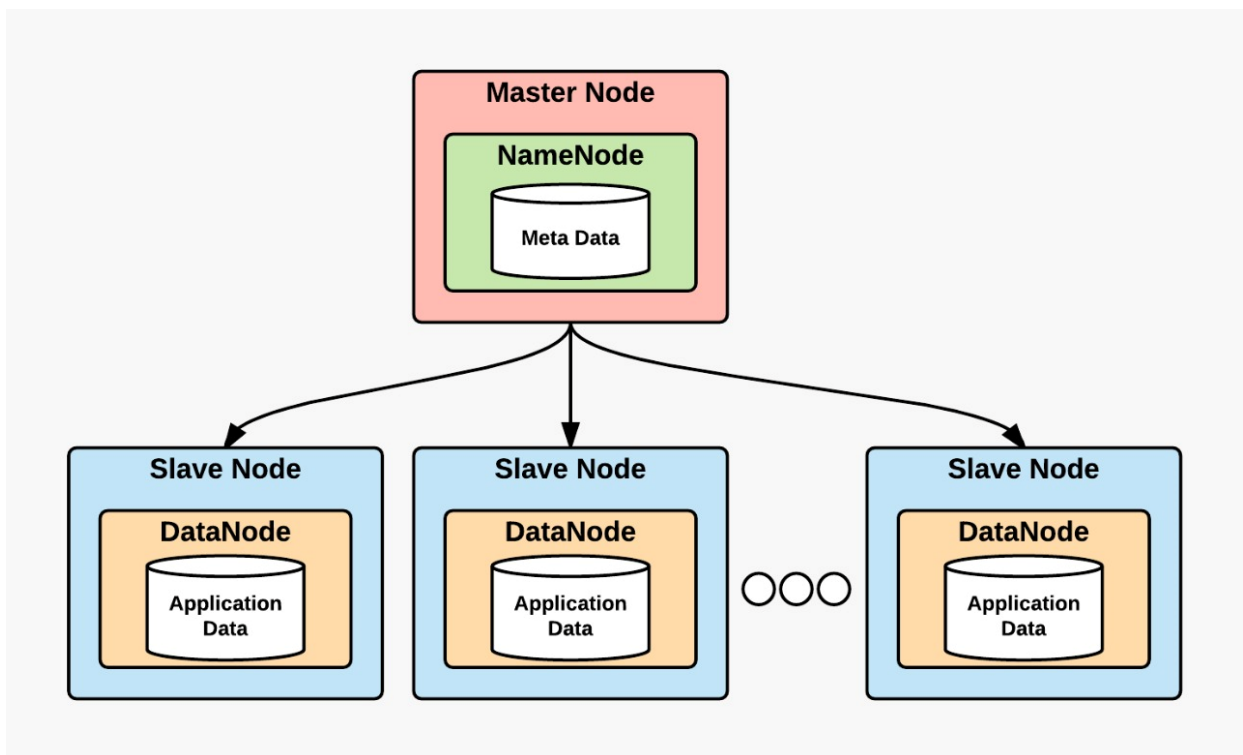 Master Node
NameNode
Meta Data
Slave Node
DataNode
Application
Data
Slave Node
DataNode
Application
Data
Slave Node
DataNode
Application
Data